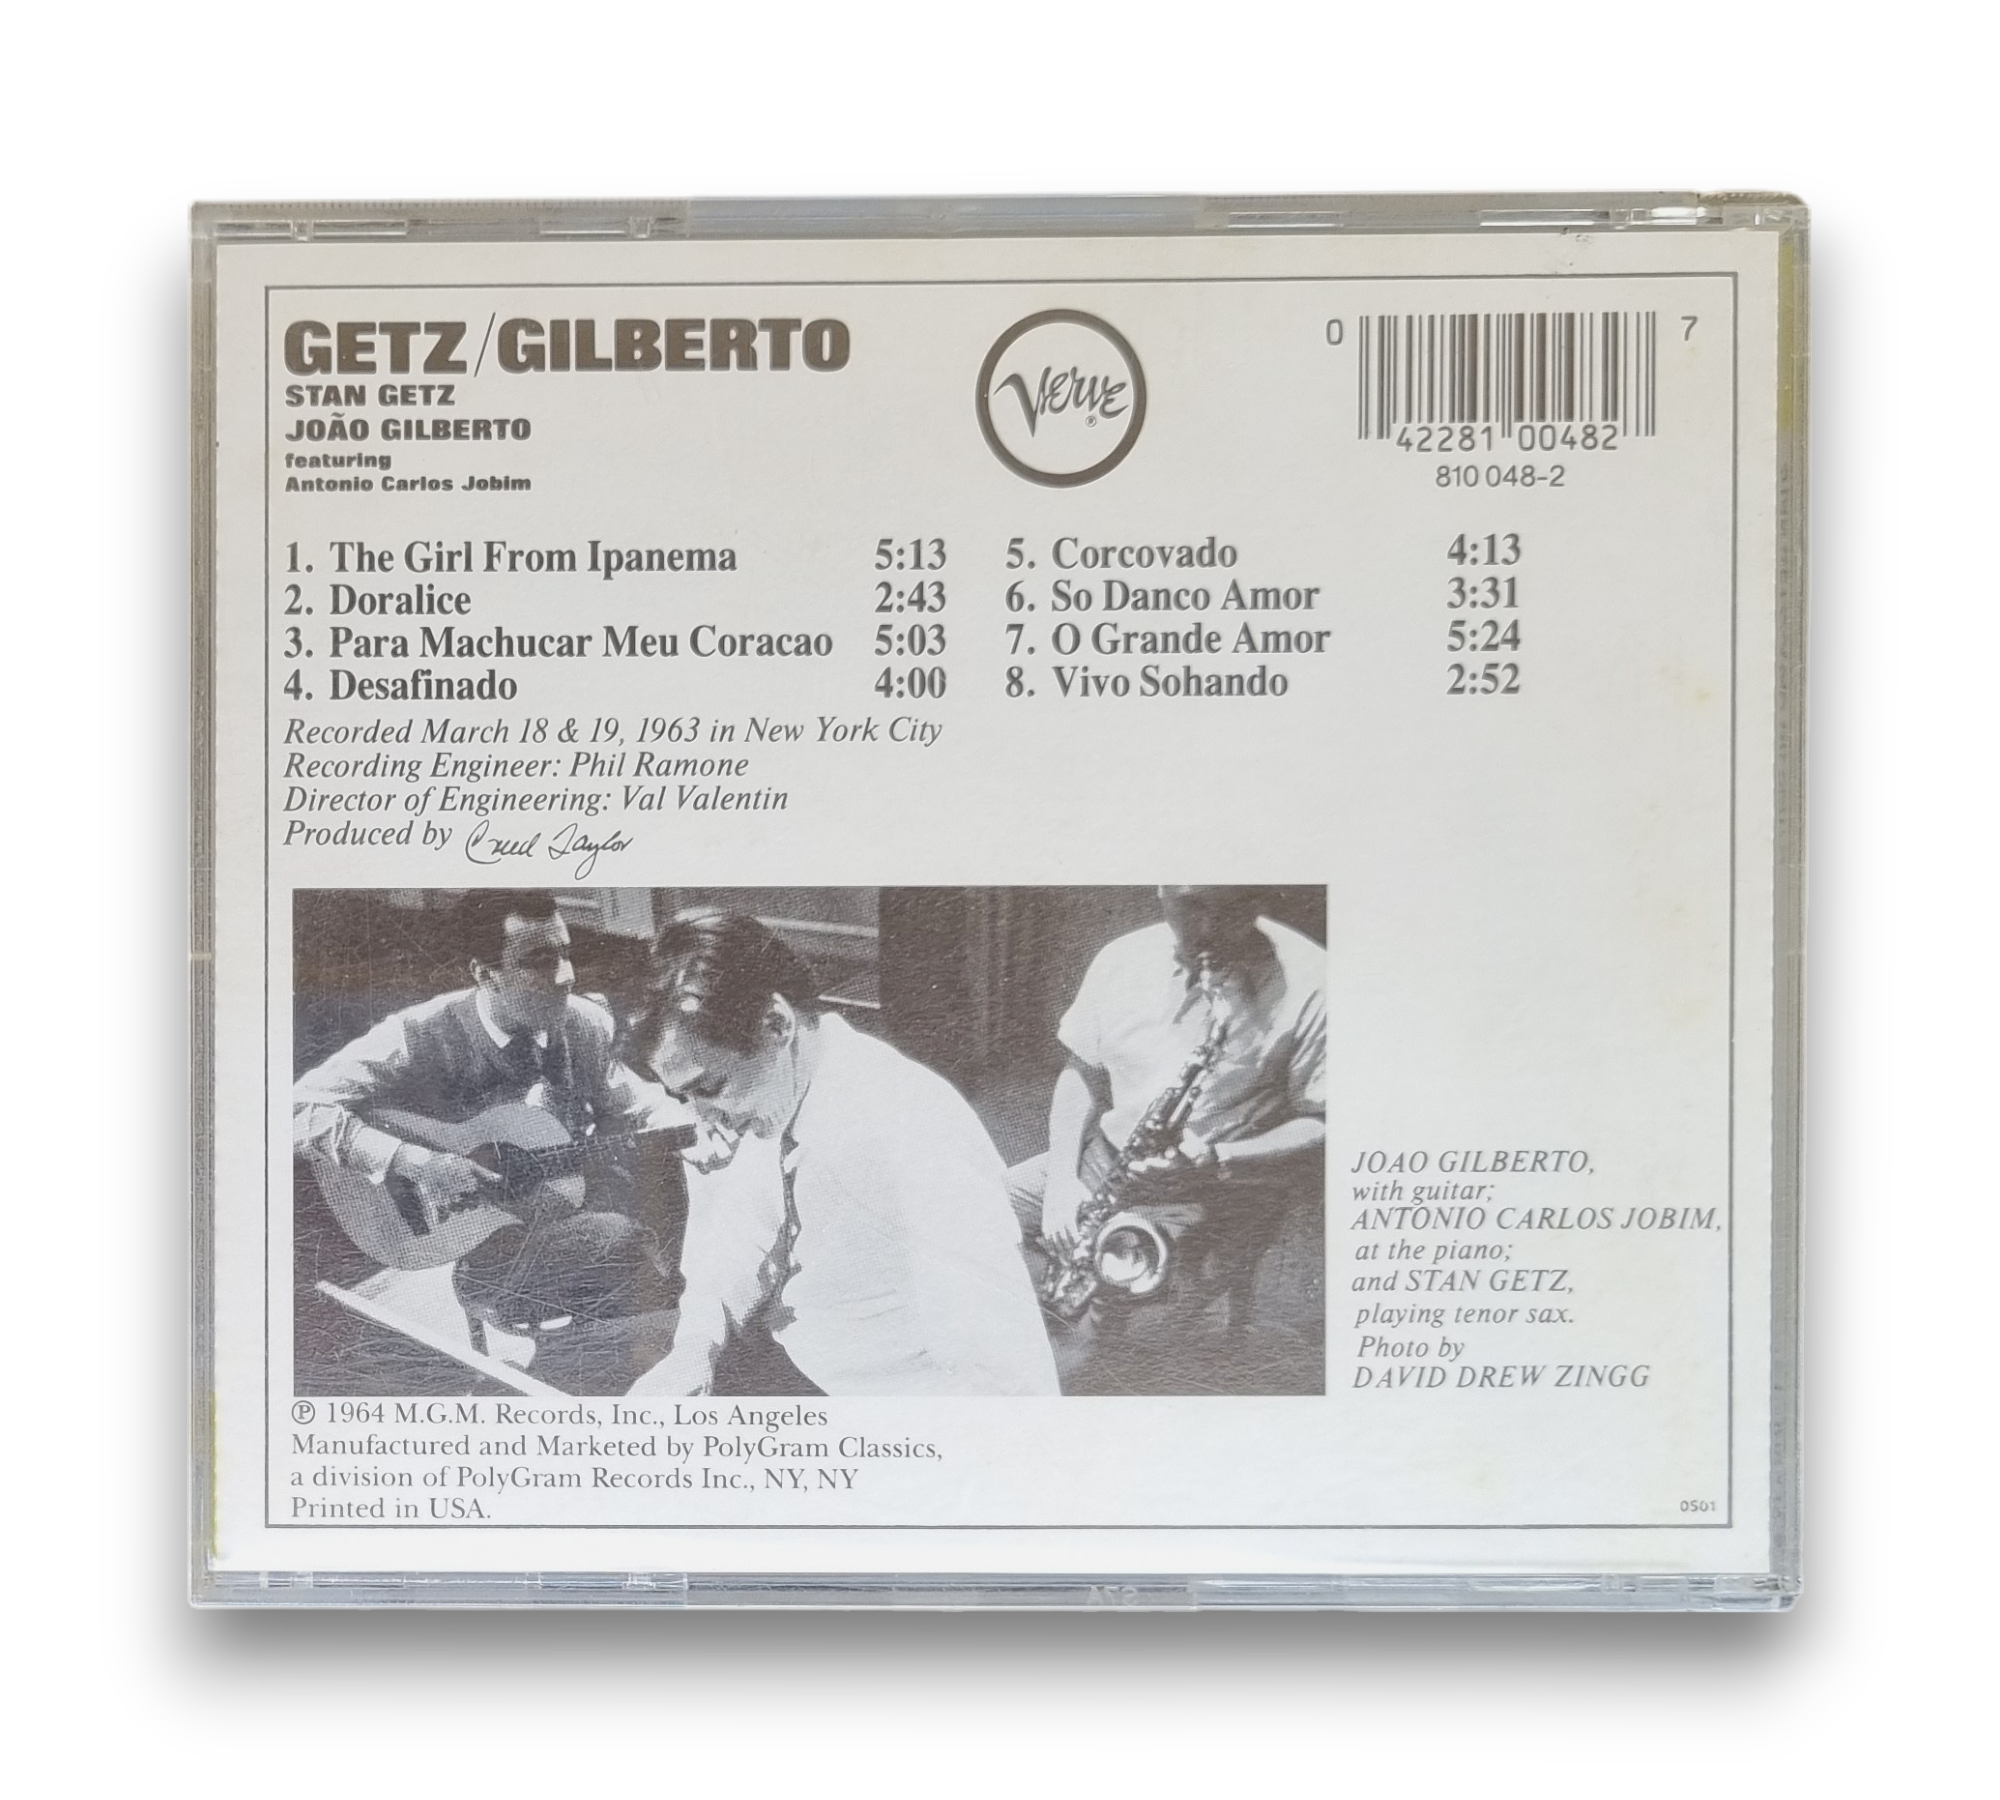 GETZ/GILBERTO
STAN GETZ
JOÃO GILBERTO
featuring
Antonio Carlos Jobim
VERVE
®
0 42281 00482 7
810 048-2
1. The Girl From Ipanema 5:13
2. Doralice 2:43
3. Para Machucar Meu Coracao 5:03
4. Desafinado 4:00
5. Corcovado 4:13
6. So Danco Amor 3:31
7. O Grande Amor 5:24
8. Vivo Sohando 2:52
Recorded March 18 & 19, 1963 in New York City
Recording Engineer: Phil Ramone
Director of Engineering: Val Valentin
Produced by Creed Taylor
JOAO GILBERTO,
with guitar;
ANTONIO CARLOS JOBIM,
at the piano;
and STAN GETZ,
playing tenor sax.
Photo by
DAVID DREW ZINGG
℗ 1964 M.G.M. Records, Inc., Los Angeles
Manufactured and Marketed by PolyGram Classics,
a division of PolyGram Records Inc., NY, NY
Printed in USA.
0501